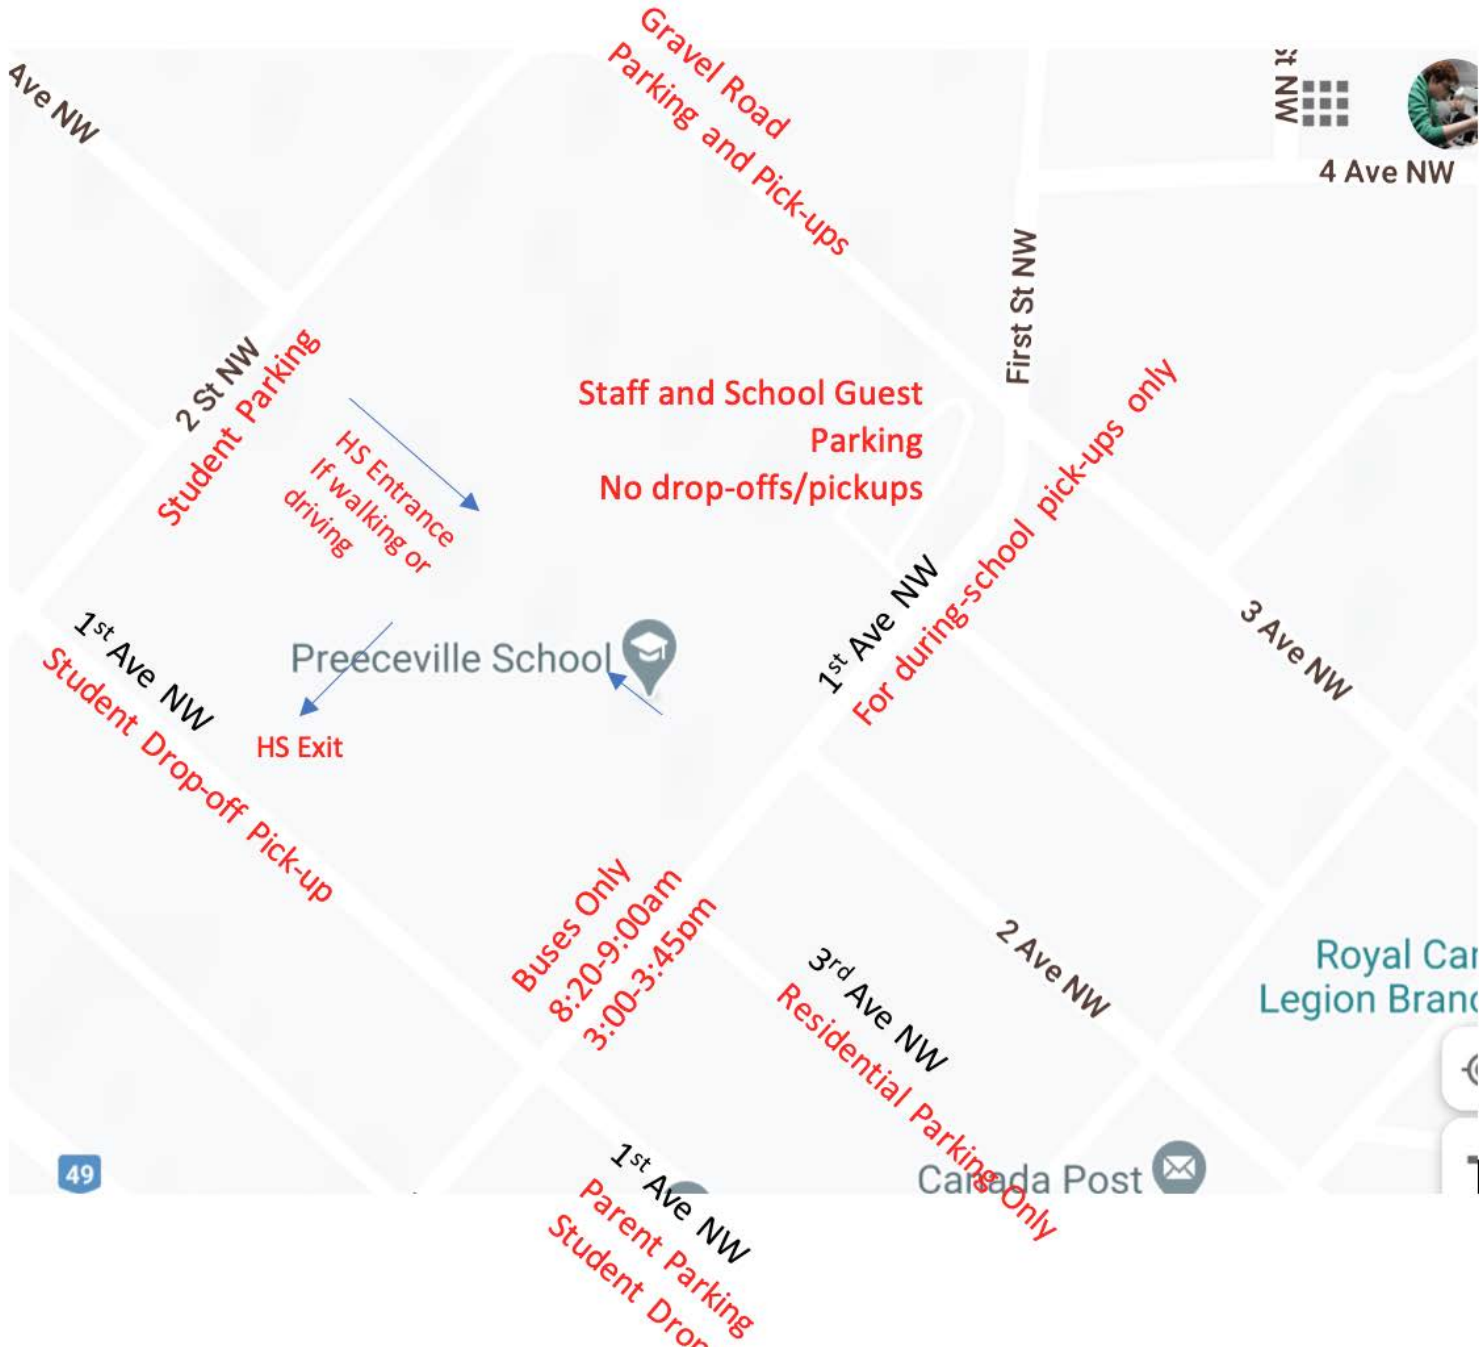 Gravel Road
Parking and Pick-ups
Ave NW
St NW
4 Ave NW
First St NW
2 St NW
Student Parking
HS Entrance
If walking or
driving
Staff and School Guest
Parking
No drop-offs/pickups
For during-school pick-ups only
1st Ave NW
3 Ave NW
1st Ave NW
Student Drop-off Pick-up
Preeceville School
HS Exit
Buses Only
8:20-9:00am
3:00-3:45pm
2 Ave NW
3rd Ave NW
Residential Parking Only
Royal Can
Legion Branc
49
Canada Post
1st Ave NW
Parent Parking
Student Drop